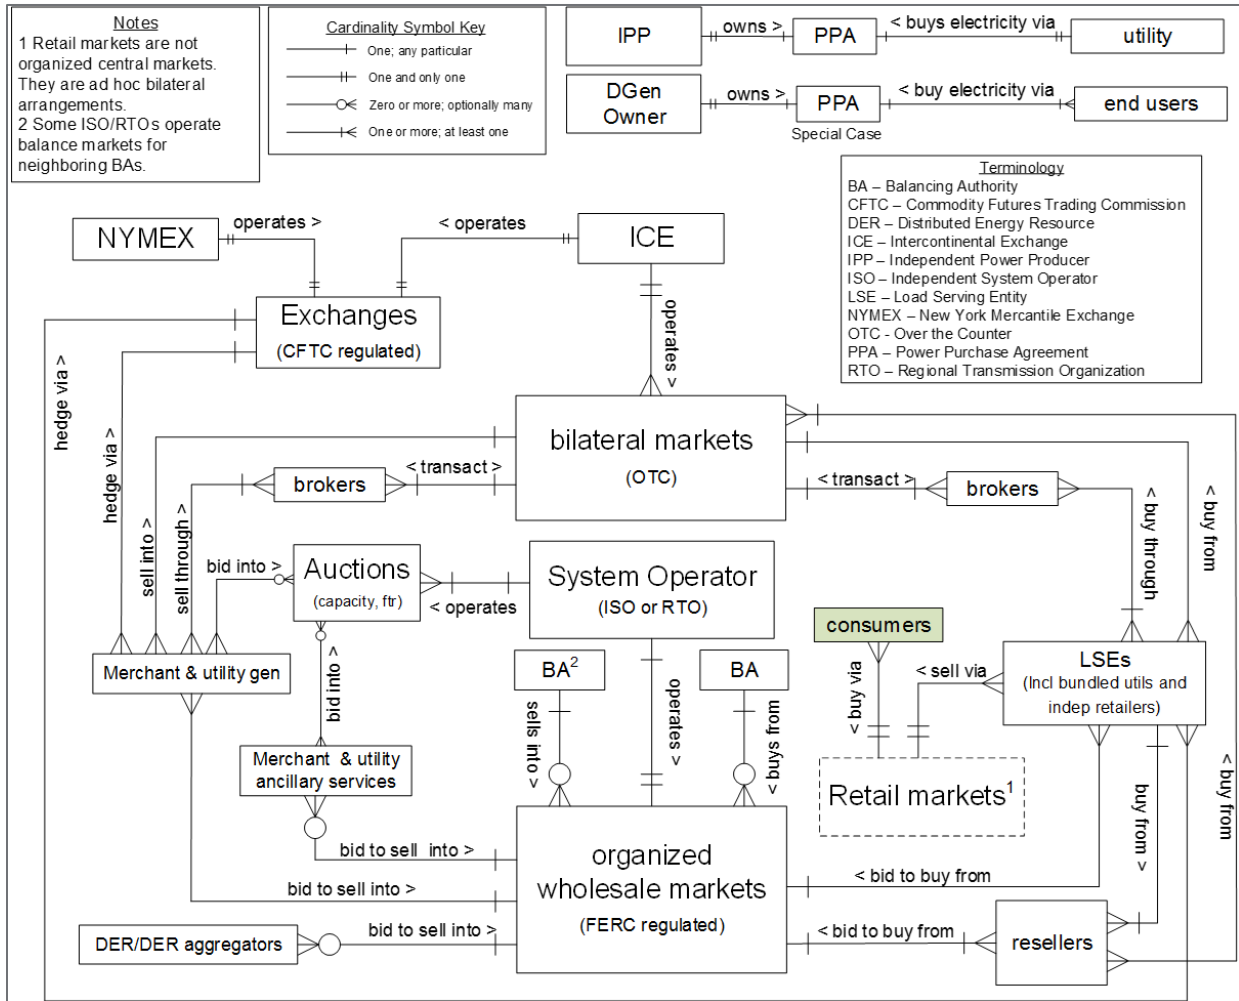 Notes
1 Retail markets are not
organized central markets.
They are ad hoc bilateral
arrangements.
2 Some ISO/RTOs operate
balance markets for
neighboring BAs.
Cardinality Symbol Key
One; any particular
One and only one
Zero or more; optionally many
One or more; at least one
IPP
owns >
PPA
< buys electricity via
utility
DGen
Owner
owns >
PPA
< buy electricity via
end users
Special Case
Terminology
BA – Balancing Authority
CFTC – Commodity Futures Trading Commission
DER – Distributed Energy Resource
ICE – Intercontinental Exchange
IPP – Independent Power Producer
ISO – Independent System Operator
LSE – Load Serving Entity
NYMEX – New York Mercantile Exchange
OTC - Over the Counter
PPA – Power Purchase Agreement
RTO – Regional Transmission Organization
NYMEX
operates >
< operates
ICE
Exchanges
(CFTC regulated)
operates >
hedge via >
hedge via >
bilateral markets
(OTC)
sell into >
sell through >
brokers
< transact >
< transact >
brokers
< buy through
< buy from
< buy from
bid into >
Auctions
(capacity, ftr)
< operates
System Operator
(ISO or RTO)
Merchant & utility gen
bid into >
BA2
BA
sells into >
operates >
< buys from
consumers
< buy via
< sell via
LSEs
(Incl bundled utils and
indep retailers)
Retail markets1
Merchant & utility
ancillary services
bid to sell into >
bid to sell into >
bid to sell into >
DER/DER aggregators
organized
wholesale markets
(FERC regulated)
< bid to buy from
< bid to buy from
buy from >
resellers